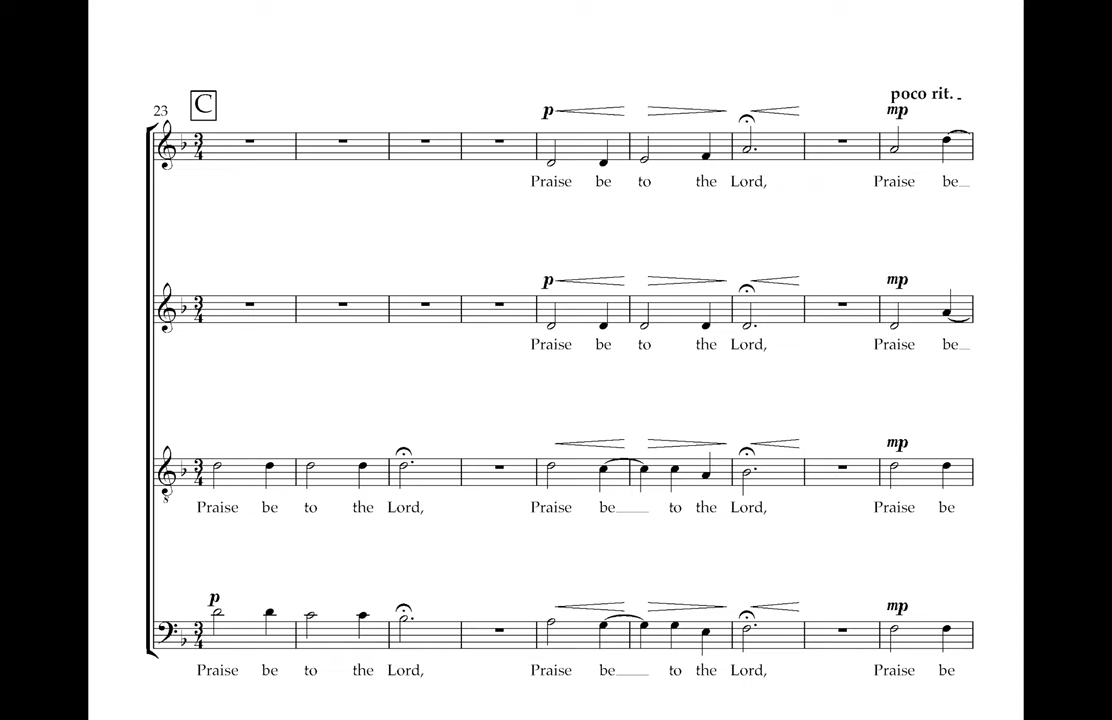 C
23
poco rit.
p mp
Praise be to the Lord, Praise be
p mp
Praise be to the Lord, Praise be
mp
8
Praise be to the Lord, Praise be to the Lord, Praise be
p mp
Praise be to the Lord, Praise be to the Lord, Praise be